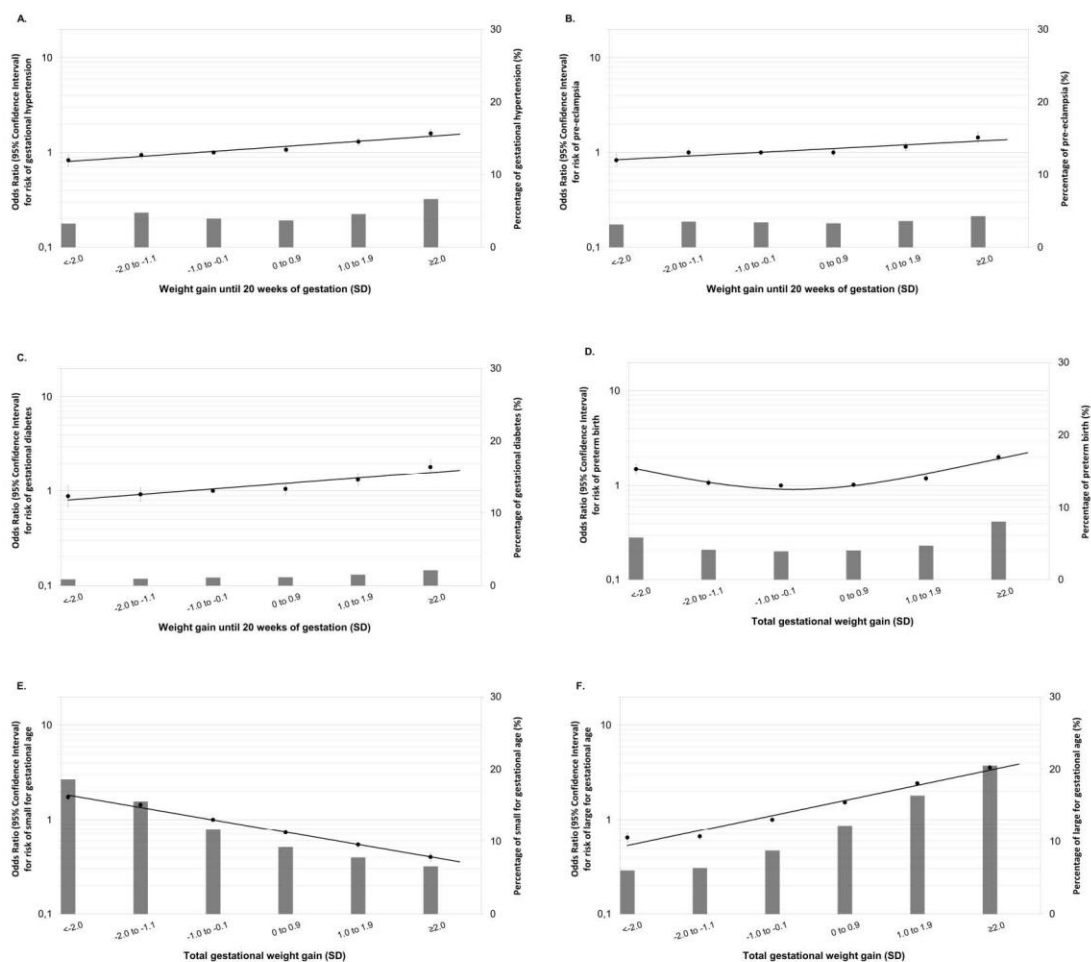 A.
Odds Ratio (95% Confidence Interval)
for risk of gestational hypertension
10
1
0,1
30
20
10
0
Percentage of gestational hypertension (%)
<-2.0
-2.0 to -1.1
-1.0 to -0.1
0 to 0.9
1.0 to 1.9
≥2.0
Weight gain until 20 weeks of gestation (SD)
B.
Odds Ratio (95% Confidence Interval)
for risk of pre-eclampsia
10
1
0,1
30
20
10
0
Percentage of pre-eclampsia (%)
<-2.0
-2.0 to -1.1
-1.0 to -0.1
0 to 0.9
1.0 to 1.9
≥2.0
Weight gain until 20 weeks of gestation (SD)
C.
Odds Ratio (95% Confidence Interval)
for risk of gestational diabetes
10
1
0,1
30
20
10
0
Percentage of gestational diabetes (%)
<-2.0
-2.0 to -1.1
-1.0 to -0.1
0 to 0.9
1.0 to 1.9
≥2.0
Weight gain until 20 weeks of gestation (SD)
D.
Odds Ratio (95% Confidence Interval)
for risk of preterm birth
10
1
0,1
30
20
10
0
Percentage of preterm birth (%)
<-2.0
-2.0 to -1.1
-1.0 to -0.1
0 to 0.9
1.0 to 1.9
≥2.0
Total gestational weight gain (SD)
E.
Odds Ratio (95% Confidence Interval)
for risk of small for gestational age
10
1
0,1
30
20
10
0
Percentage of small for gestational age (%)
<-2.0
-2.0 to -1.1
-1.0 to -0.1
0 to 0.9
1.0 to 1.9
≥2.0
Total gestational weight gain (SD)
F.
Odds Ratio (95% Confidence Interval)
for risk of large for gestational age
10
1
0,1
30
20
10
0
Percentage of large for gestational age (%)
<-2.0
-2.0 to -1.1
-1.0 to -0.1
0 to 0.9
1.0 to 1.9
≥2.0
Total gestational weight gain (SD)